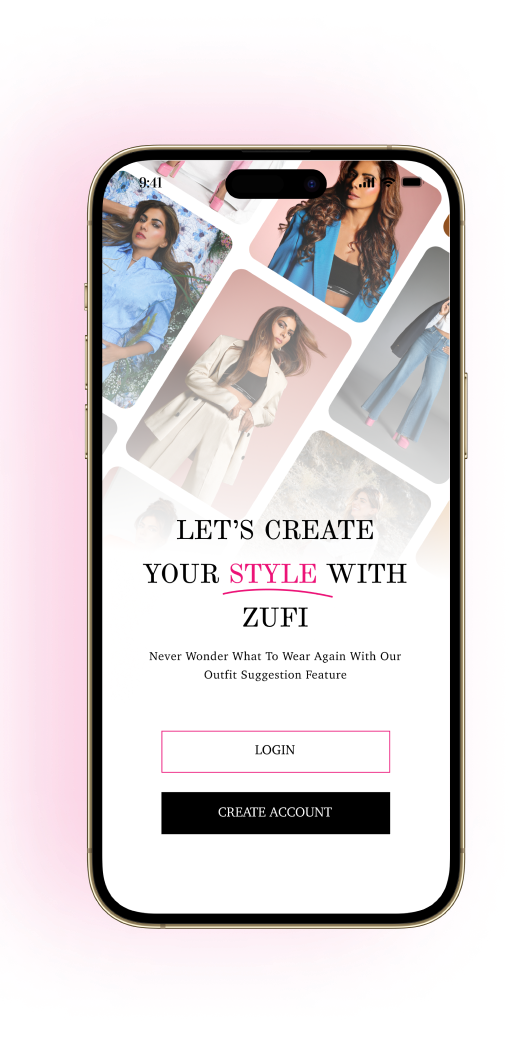 9:41
LET’S CREATE
YOUR STYLE WITH
ZUFI
Never Wonder What To Wear Again With Our
Outfit Suggestion Feature
LOGIN
CREATE ACCOUNT